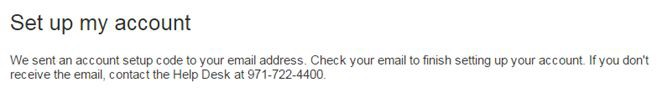 Set up my account
We sent an account setup code to your email address. Check your email to finish setting up your account. If you don't
receive the email, contact the Help Desk at 971-722-4400.